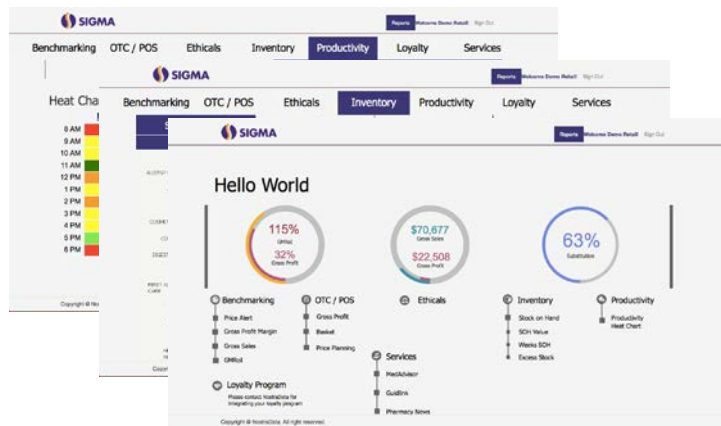 SIGMA
Reports Welcome Demo Retail Sign Out
Benchmarking OTC / POS Ethicals Inventory Productivity Loyalty Services
Heat Cha
8 AM
9 AM
10 AM
11 AM
12 PM
1 PM
2 PM
3 PM
4 PM
5 PM
6 PM
SIGMA
Reports Welcome Demo Retail Sign Out
Benchmarking OTC / POS Ethicals Inventory Productivity Loyalty Services
SIGMA
Reports Welcome Demo Retail Sign Out
Hello World
115%
GMRoI
32%
Gross Profit
$70,677
Gross Sales
$22,508
Gross Profit
63%
Substitution
Benchmarking
Price Alert
Gross Profit Margin
Gross Sales
GMRoI
OTC / POS
Gross Profit
Basket
Price Planning
Ethicals
Inventory
Stock on Hand
SOH Value
Weeks SOH
Excess Stock
Productivity
Productivity
Heat Chart
Services
MedAdvisor
Guildlink
Pharmacy News
Loyalty Program
Please contact NostraData for
integrating your loyalty program
Copyright © NostraData. All right reserved